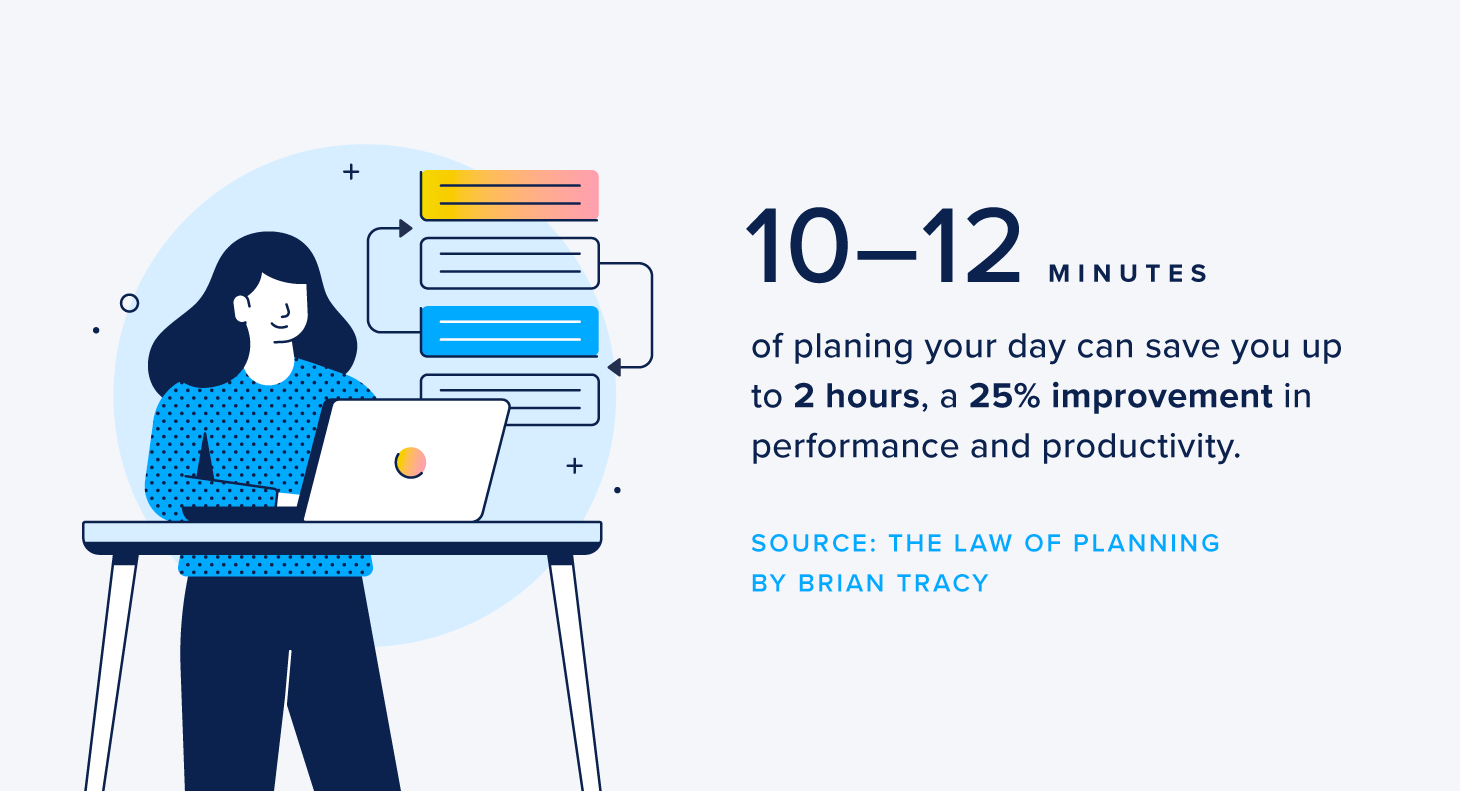 10–12 MINUTES
of planing your day can save you up
to 2 hours, a 25% improvement in
performance and productivity.
SOURCE: THE LAW OF PLANNING
BY BRIAN TRACY